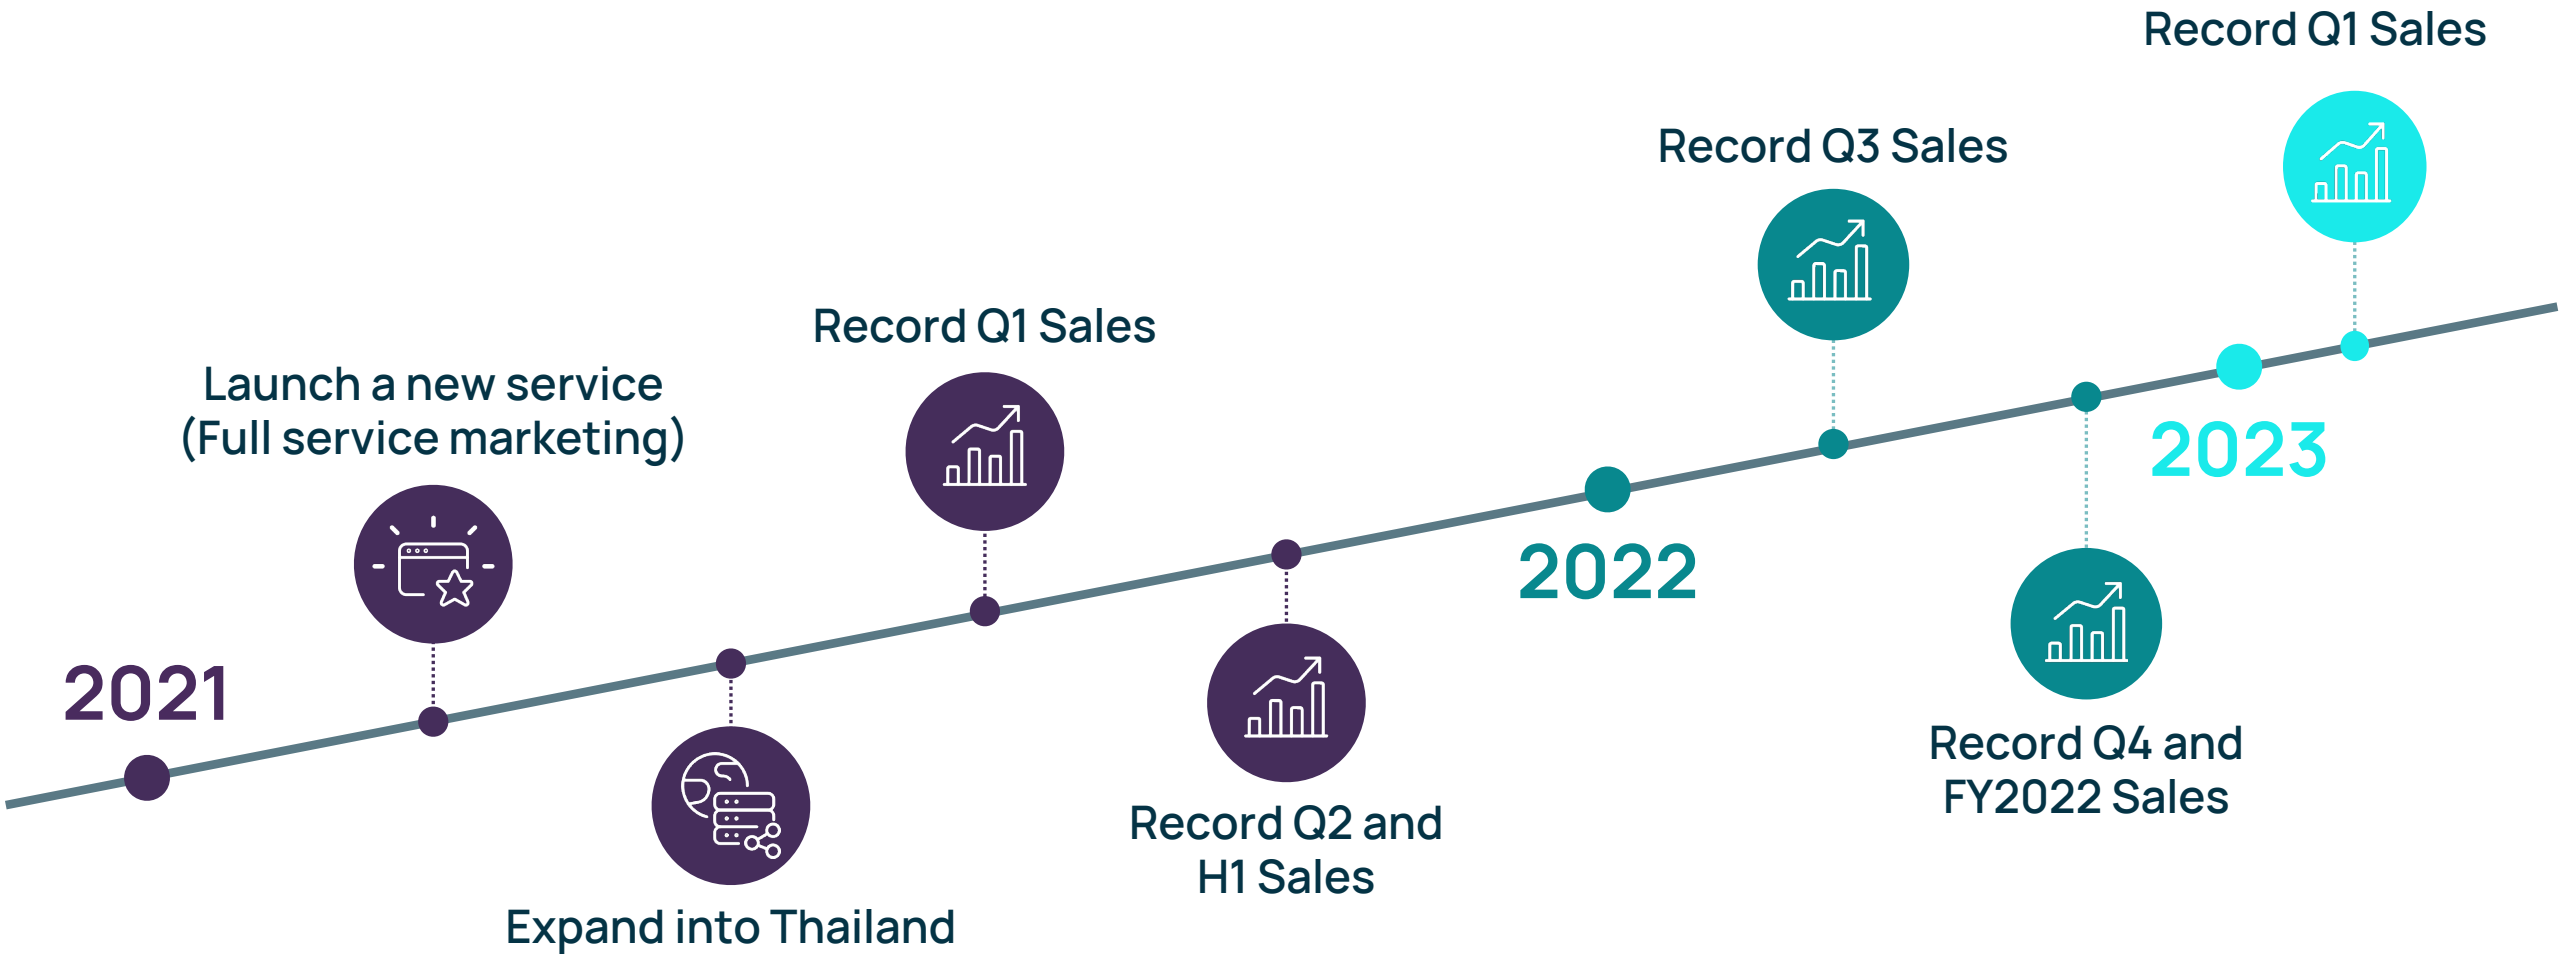 2021
Launch a new service
(Full service marketing)
Expand into Thailand
Record Q1 Sales
Record Q2 and
H1 Sales
2022
Record Q3 Sales
Record Q4 and
FY2022 Sales
2023
Record Q1 Sales